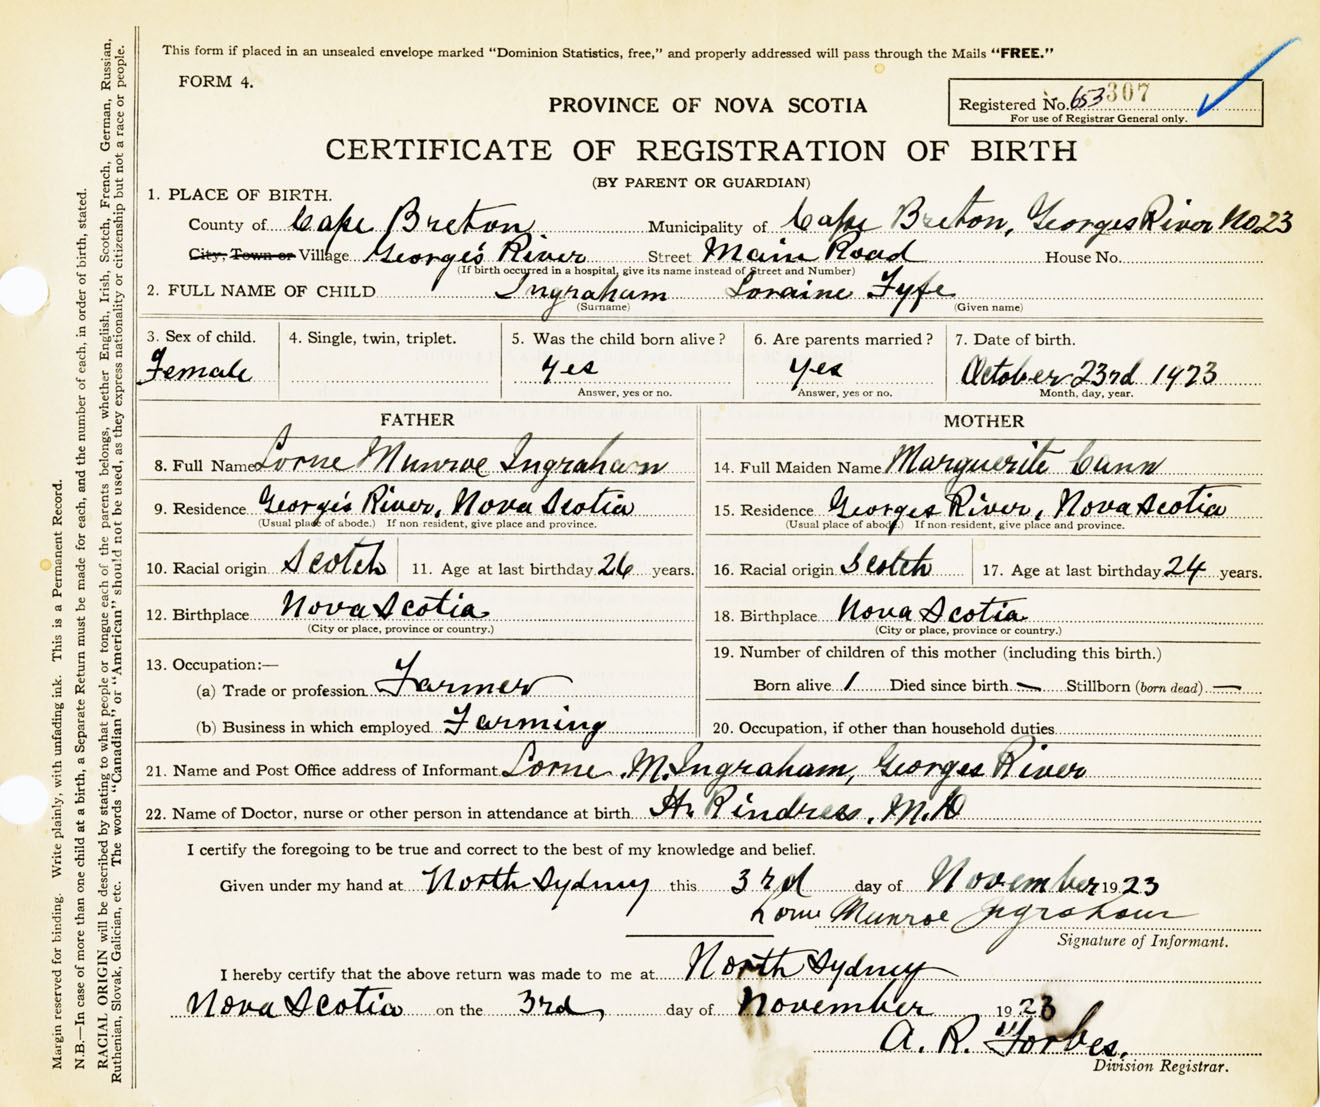 This form if placed in an unsealed envelope marked "Dominion Statistics, free," and properly addressed will pass through the Mails "FREE."
FORM 4.
PROVINCE OF NOVA SCOTIA
Registered No. 653307
For use of Registrar General only.
CERTIFICATE OF REGISTRATION OF BIRTH
(BY PARENT OR GUARDIAN)
1. PLACE OF BIRTH.
County of Cape Breton Municipality of Cape Breton, Georges River No. 23
City, Town or Village George's River Street Main Road House No.
(If birth occurred in a hospital, give its name instead of Street and Number)
2. FULL NAME OF CHILD Ingraham Loraine Fyfe
(Surname) (Given name)
3. Sex of child. 4. Single, twin, triplet. 5. Was the child born alive? 6. Are parents married? 7. Date of birth.
Female yes yes October 23rd 1923
Answer, yes or no. Answer, yes or no. Month, day, year.
FATHER MOTHER
8. Full Name Lorne Munroe Ingraham 14. Full Maiden Name Marguerite Cann
9. Residence George's River, Nova Scotia 15. Residence Georges River, Nova Scotia
(Usual place of abode.) If non-resident, give place and province. (Usual place of abode.) If non-resident, give place and province.
10. Racial origin Scotch 11. Age at last birthday 26 years. 16. Racial origin Scotch 17. Age at last birthday 24 years.
12. Birthplace Nova Scotia 18. Birthplace Nova Scotia
(City or place, province or country.) (City or place, province or country.)
13. Occupation:— 19. Number of children of this mother (including this birth.)
(a) Trade or profession Farmer Born alive 1 Died since birth — Stillborn (born dead) —
(b) Business in which employed Farming 20. Occupation, if other than household duties
21. Name and Post Office address of Informant Lorne M. Ingraham, Georges River
22. Name of Doctor, nurse or other person in attendance at birth H. Rindress, M.D
I certify the foregoing to be true and correct to the best of my knowledge and belief.
Given under my hand at North Sydney this 3rd day of November 1923
Lorne Munroe Ingraham
Signature of Informant.
I hereby certify that the above return was made to me at North Sydney
Nova Scotia on the 3rd day of November 1923
A. R. Forbes.
Division Registrar.
Margin reserved for binding. Write plainly, with unfading ink. This is a Permanent Record.
N.B.—In case of more than one child at a birth, a Separate Return must be made for each, and the number of each, in order of birth, stated.
RACIAL ORIGIN will be described by stating to what people or tongue each of the parents belongs, whether English, Irish, Scotch, French, German, Russian,
Ruthenian, Slovak, Galician, etc. The words "Canadian" or "American" should not be used, as they express nationality or citizenship but not a race or people.